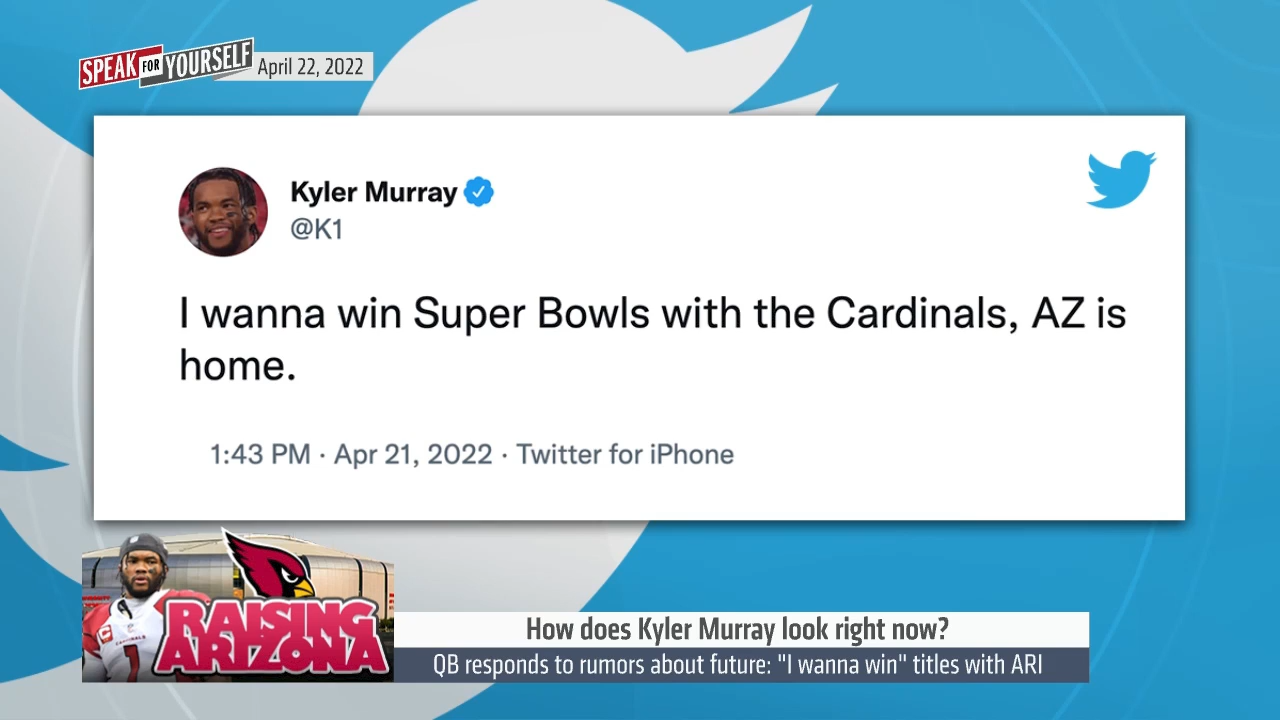 SPEAK FOR YOURSELF
April 22, 2022
Kyler Murray
@K1
I wanna win Super Bowls with the Cardinals, AZ is
home.
1:43 PM · Apr 21, 2022 · Twitter for iPhone
RAISING
ARIZONA
CARDINALS
1
How does Kyler Murray look right now?
QB responds to rumors about future: "I wanna win" titles with ARI